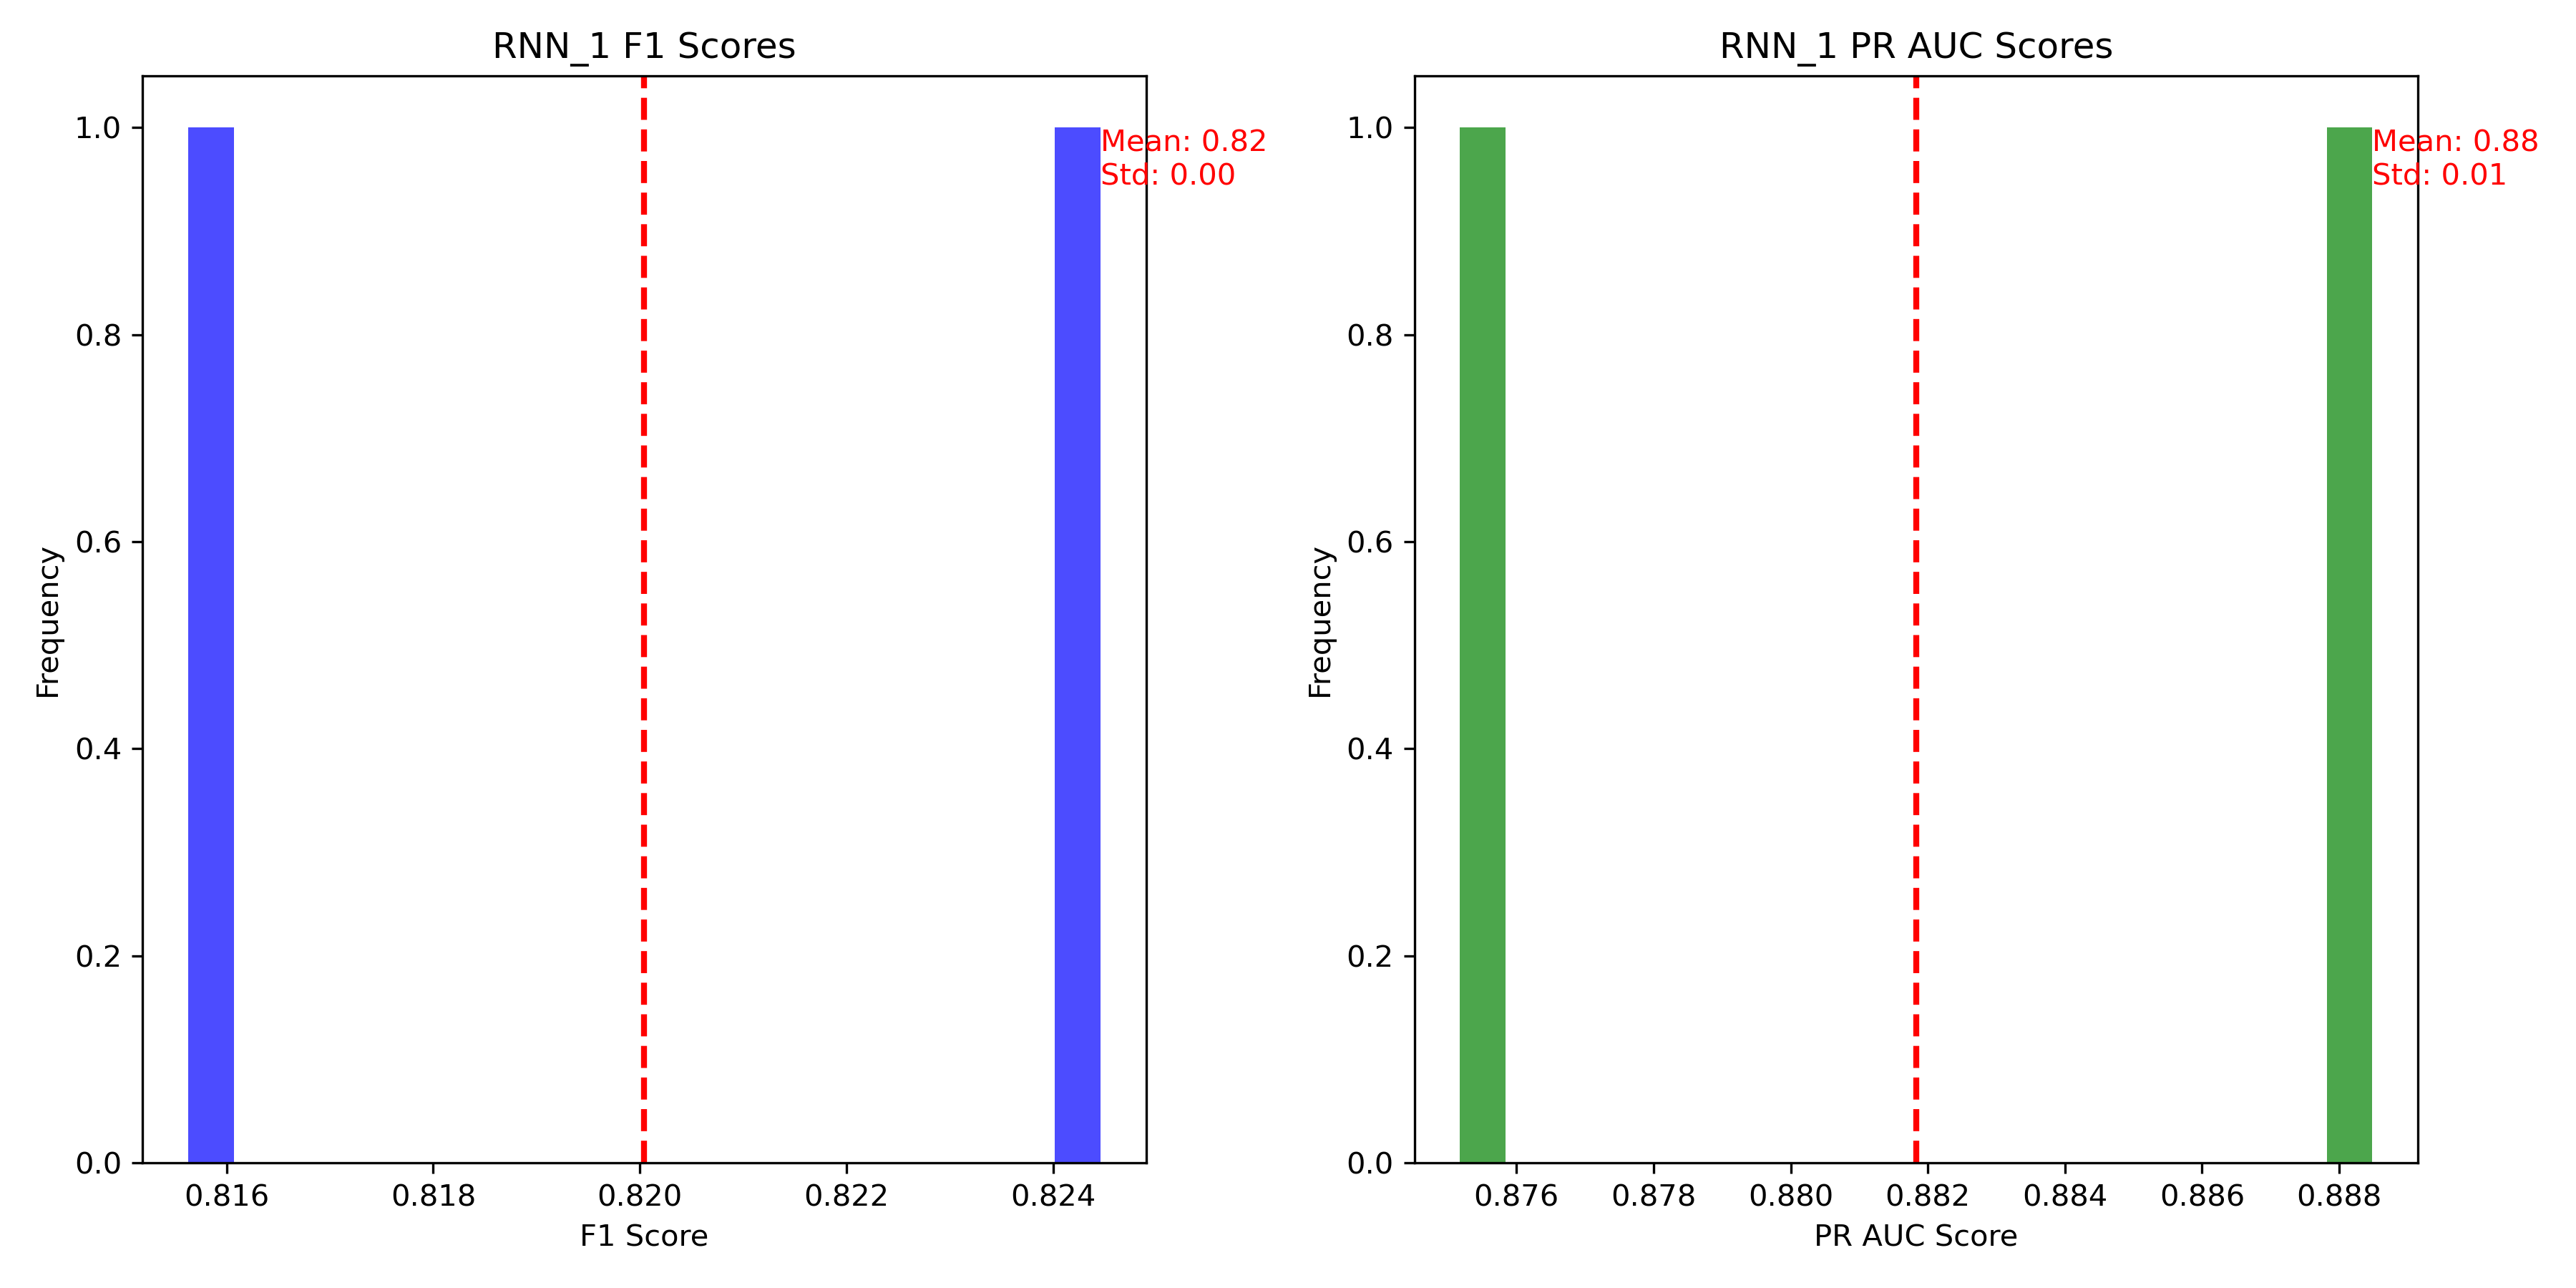 RNN_1 F1 Scores
1.0
0.8
0.6
0.4
0.2
0.0
Frequency
Mean: 0.82
Std: 0.00
0.816 0.818 0.820 0.822 0.824
F1 Score
RNN_1 PR AUC Scores
1.0
0.8
0.6
0.4
0.2
0.0
Frequency
Mean: 0.88
Std: 0.01
0.876 0.878 0.880 0.882 0.884 0.886 0.888
PR AUC Score